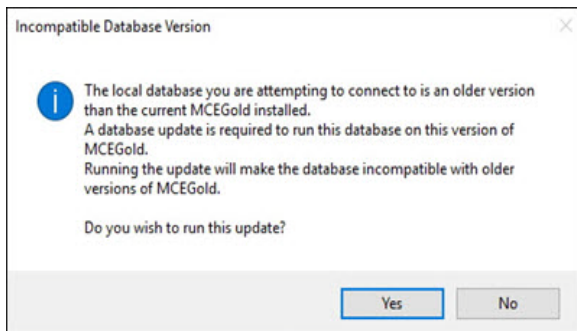 Incompatible Database Version
The local database you are attempting to connect to is an older version
than the current MCEGold installed.
A database update is required to run this database on this version of
MCEGold.
Running the update will make the database incompatible with older
versions of MCEGold.
Do you wish to run this update?
Yes
No